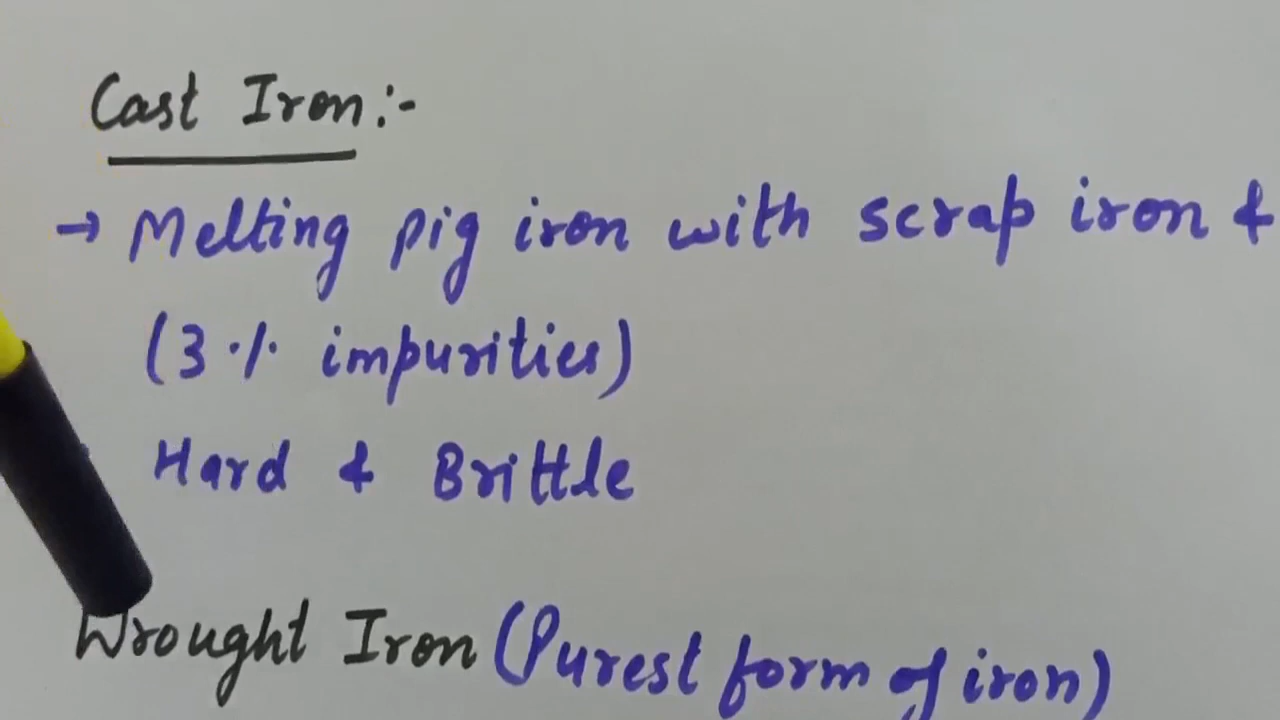 Cast Iron:-
→ Melting pig iron with scrap iron &
(3% impurities)
Hard & Brittle
Wrought Iron (Purest form of iron)